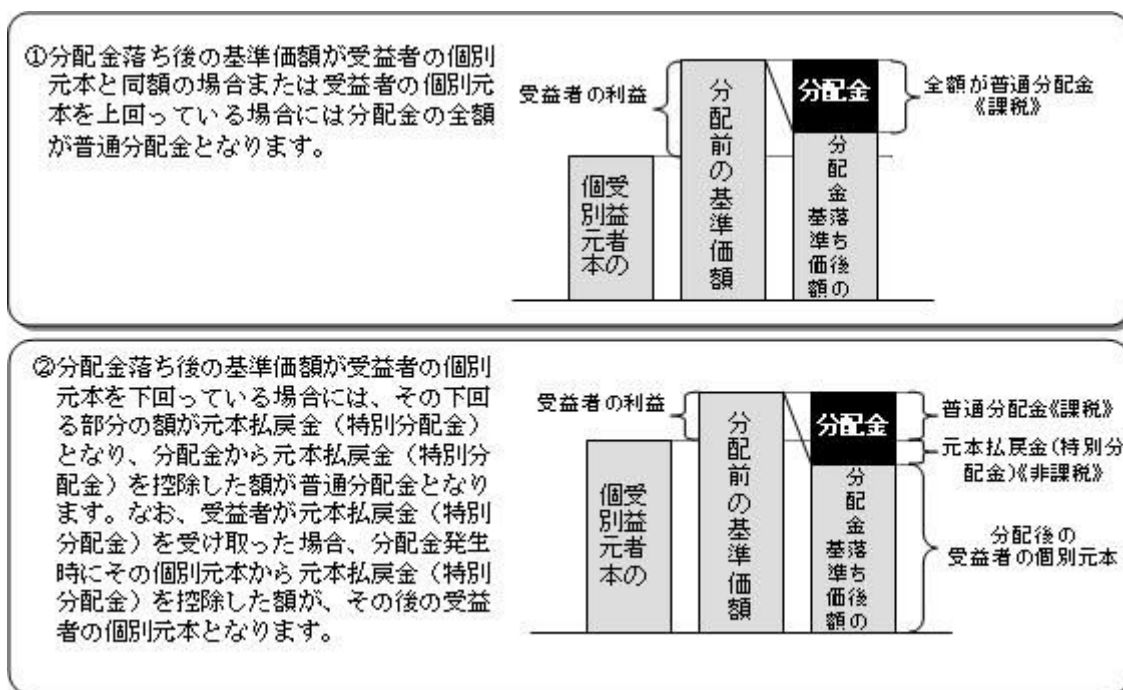 ①分配金落ち後の基準価額が受益者の個別
元本と同額の場合または受益者の個別元
本を上回っている場合には分配金の全額
が普通分配金となります。
受益者の利益
受益者の
個別元本
分配前の基準価額
分配金
分配金落ち後の
基準価額
全額が普通分配金
《課税》
②分配金落ち後の基準価額が受益者の個別
元本を下回っている場合には、その下回
る部分の額が元本払戻金（特別分配金）
となり、分配金から元本払戻金（特別分
配金）を控除した額が普通分配金となり
ます。なお、受益者が元本払戻金（特別
分配金）を受け取った場合、分配金発生
時にその個別元本から元本払戻金（特別
分配金）を控除した額が、その後の受益
者の個別元本となります。
受益者の利益
受益者の
個別元本
分配前の基準価額
分配金
分配金落ち後の
基準価額
普通分配金《課税》
元本払戻金(特別分
配金)《非課税》
分配後の
受益者の個別元本